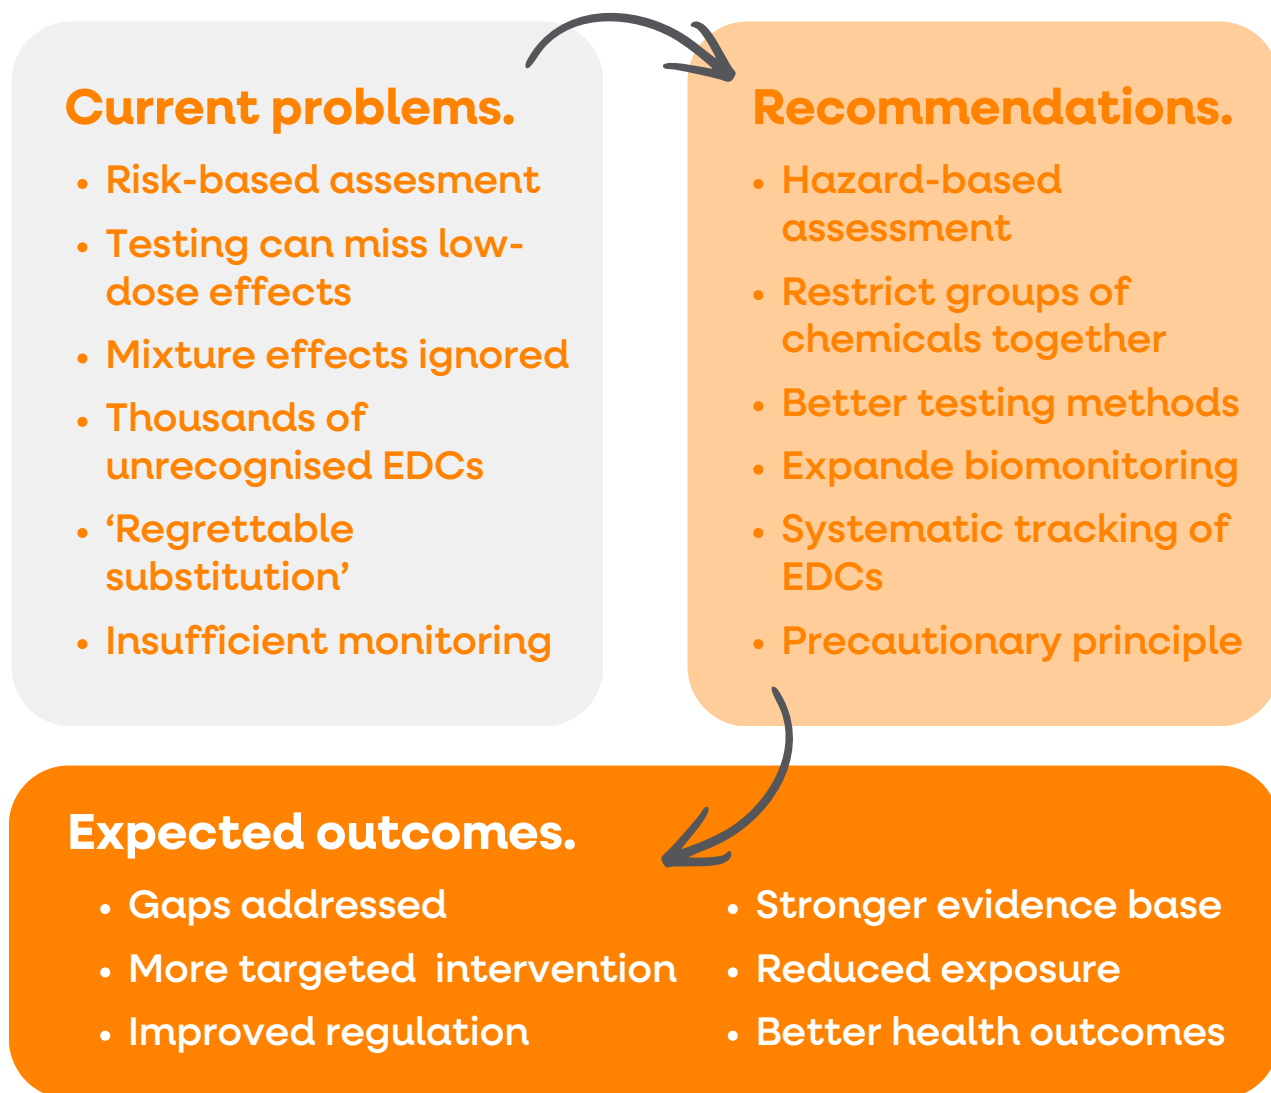 Current problems.
• Risk-based assesment
• Testing can miss low-
dose effects
• Mixture effects ignored
• Thousands of
unrecognised EDCs
• ‘Regrettable
substitution’
• Insufficient monitoring
Recommendations.
• Hazard-based
assessment
• Restrict groups of
chemicals together
• Better testing methods
• Expande biomonitoring
• Systematic tracking of
EDCs
• Precautionary principle
Expected outcomes.
• Gaps addressed
• More targeted  intervention
• Improved regulation
• Stronger evidence base
• Reduced exposure
• Better health outcomes